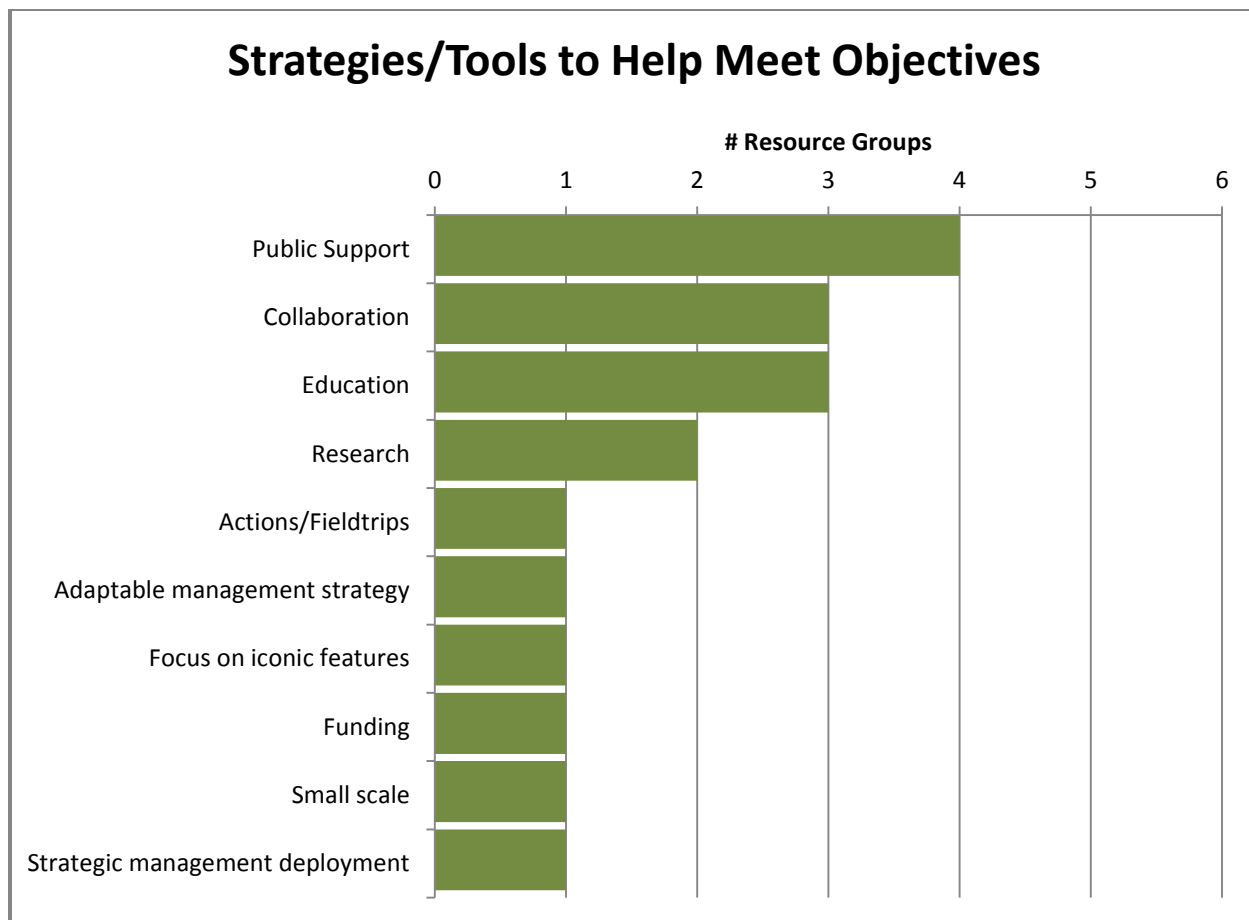 Strategies/Tools to Help Meet Objectives
# Resource Groups
0 1 2 3 4 5 6
Public Support
Collaboration
Education
Research
Actions/Fieldtrips
Adaptable management strategy
Focus on iconic features
Funding
Small scale
Strategic management deployment